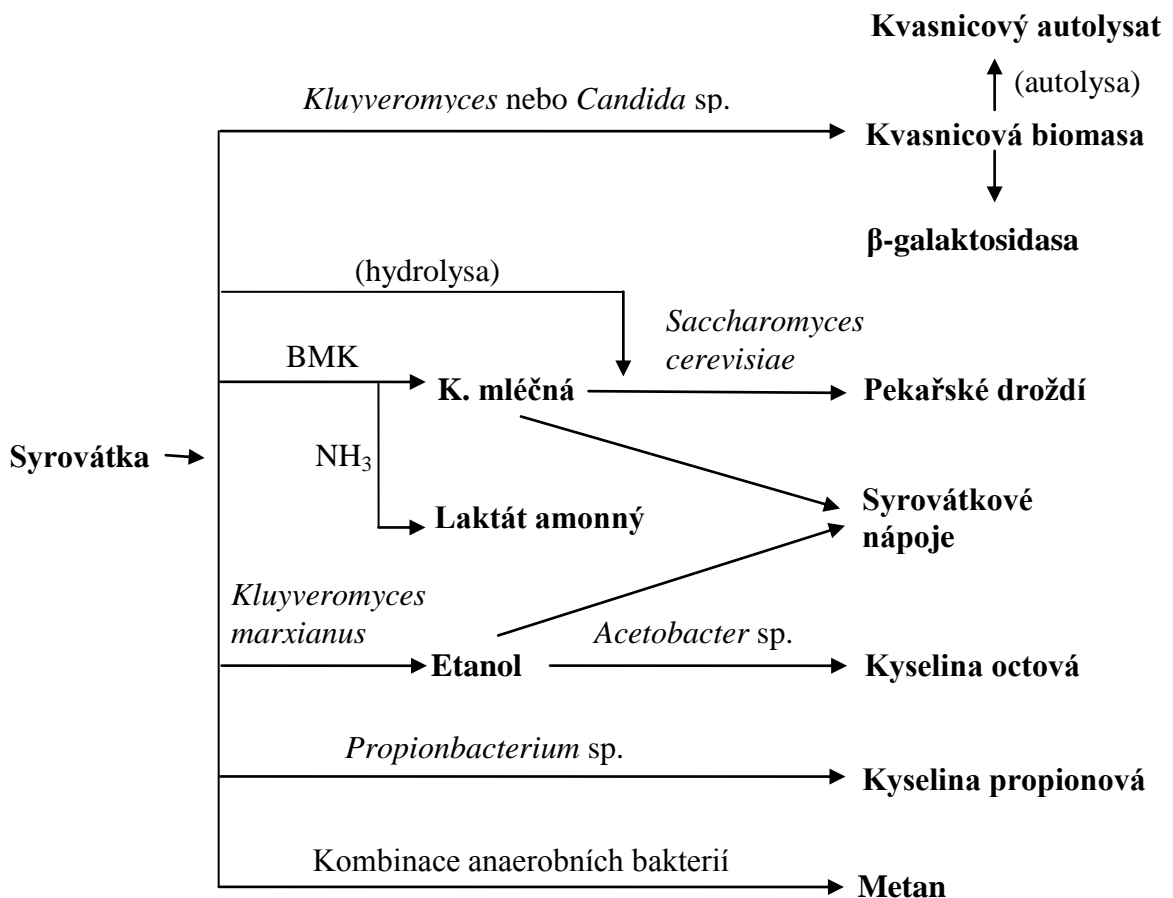 Kvasnicový autolysat
(autolysa)
Kluyveromyces nebo Candida sp.
Kvasnicová biomasa
β-galaktosidasa
(hydrolysa)
Saccharomyces
cerevisiae
BMK
K. mléčná
Pekařské droždí
Syrovátka
NH₃
Laktát amonný
Syrovátkové
nápoje
Kluyveromyces
marxianus
Etanol
Acetobacter sp.
Kyselina octová
Propionbacterium sp.
Kyselina propionová
Kombinace anaerobních bakterií
Metan